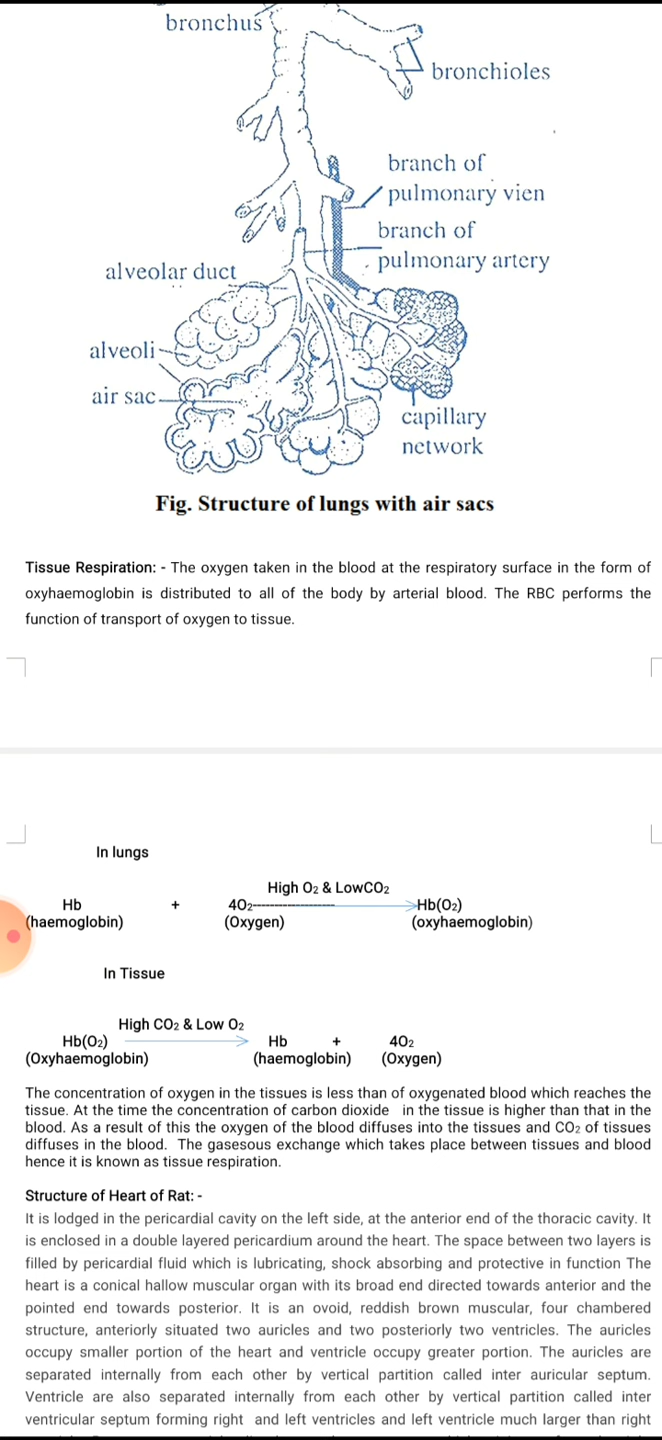 bronchus
bronchioles
branch of
pulmonary vien
branch of
pulmonary artery
alveolar duct
alveoli
air sac
capillary
network
Fig. Structure of lungs with air sacs
Tissue Respiration: - The oxygen taken in the blood at the respiratory surface in the form of
oxyhaemoglobin is distributed to all of the body by arterial blood. The RBC performs the
function of transport of oxygen to tissue.
In lungs
High O₂ & LowCO₂
Hb + 4O₂ Hb(O₂)
(haemoglobin) (Oxygen) (oxyhaemoglobin)
In Tissue
High CO₂ & Low O₂
Hb(O₂) Hb + 4O₂
(Oxyhaemoglobin) (haemoglobin) (Oxygen)
The concentration of oxygen in the tissues is less than of oxygenated blood which reaches the
tissue. At the time the concentration of carbon dioxide in the tissue is higher than that in the
blood. As a result of this the oxygen of the blood diffuses into the tissues and CO₂ of tissues
diffuses in the blood. The gasesous exchange which takes place between tissues and blood
hence it is known as tissue respiration.
Structure of Heart of Rat: -
It is lodged in the pericardial cavity on the left side, at the anterior end of the thoracic cavity. It
is enclosed in a double layered pericardium around the heart. The space between two layers is
filled by pericardial fluid which is lubricating, shock absorbing and protective in function The
heart is a conical hallow muscular organ with its broad end directed towards anterior and the
pointed end towards posterior. It is an ovoid, reddish brown muscular, four chambered
structure, anteriorly situated two auricles and two posteriorly two ventricles. The auricles
occupy smaller portion of the heart and ventricle occupy greater portion. The auricles are
separated internally from each other by vertical partition called inter auricular septum.
Ventricle are also separated internally from each other by vertical partition called inter
ventricular septum forming right and left ventricles and left ventricle much larger than right